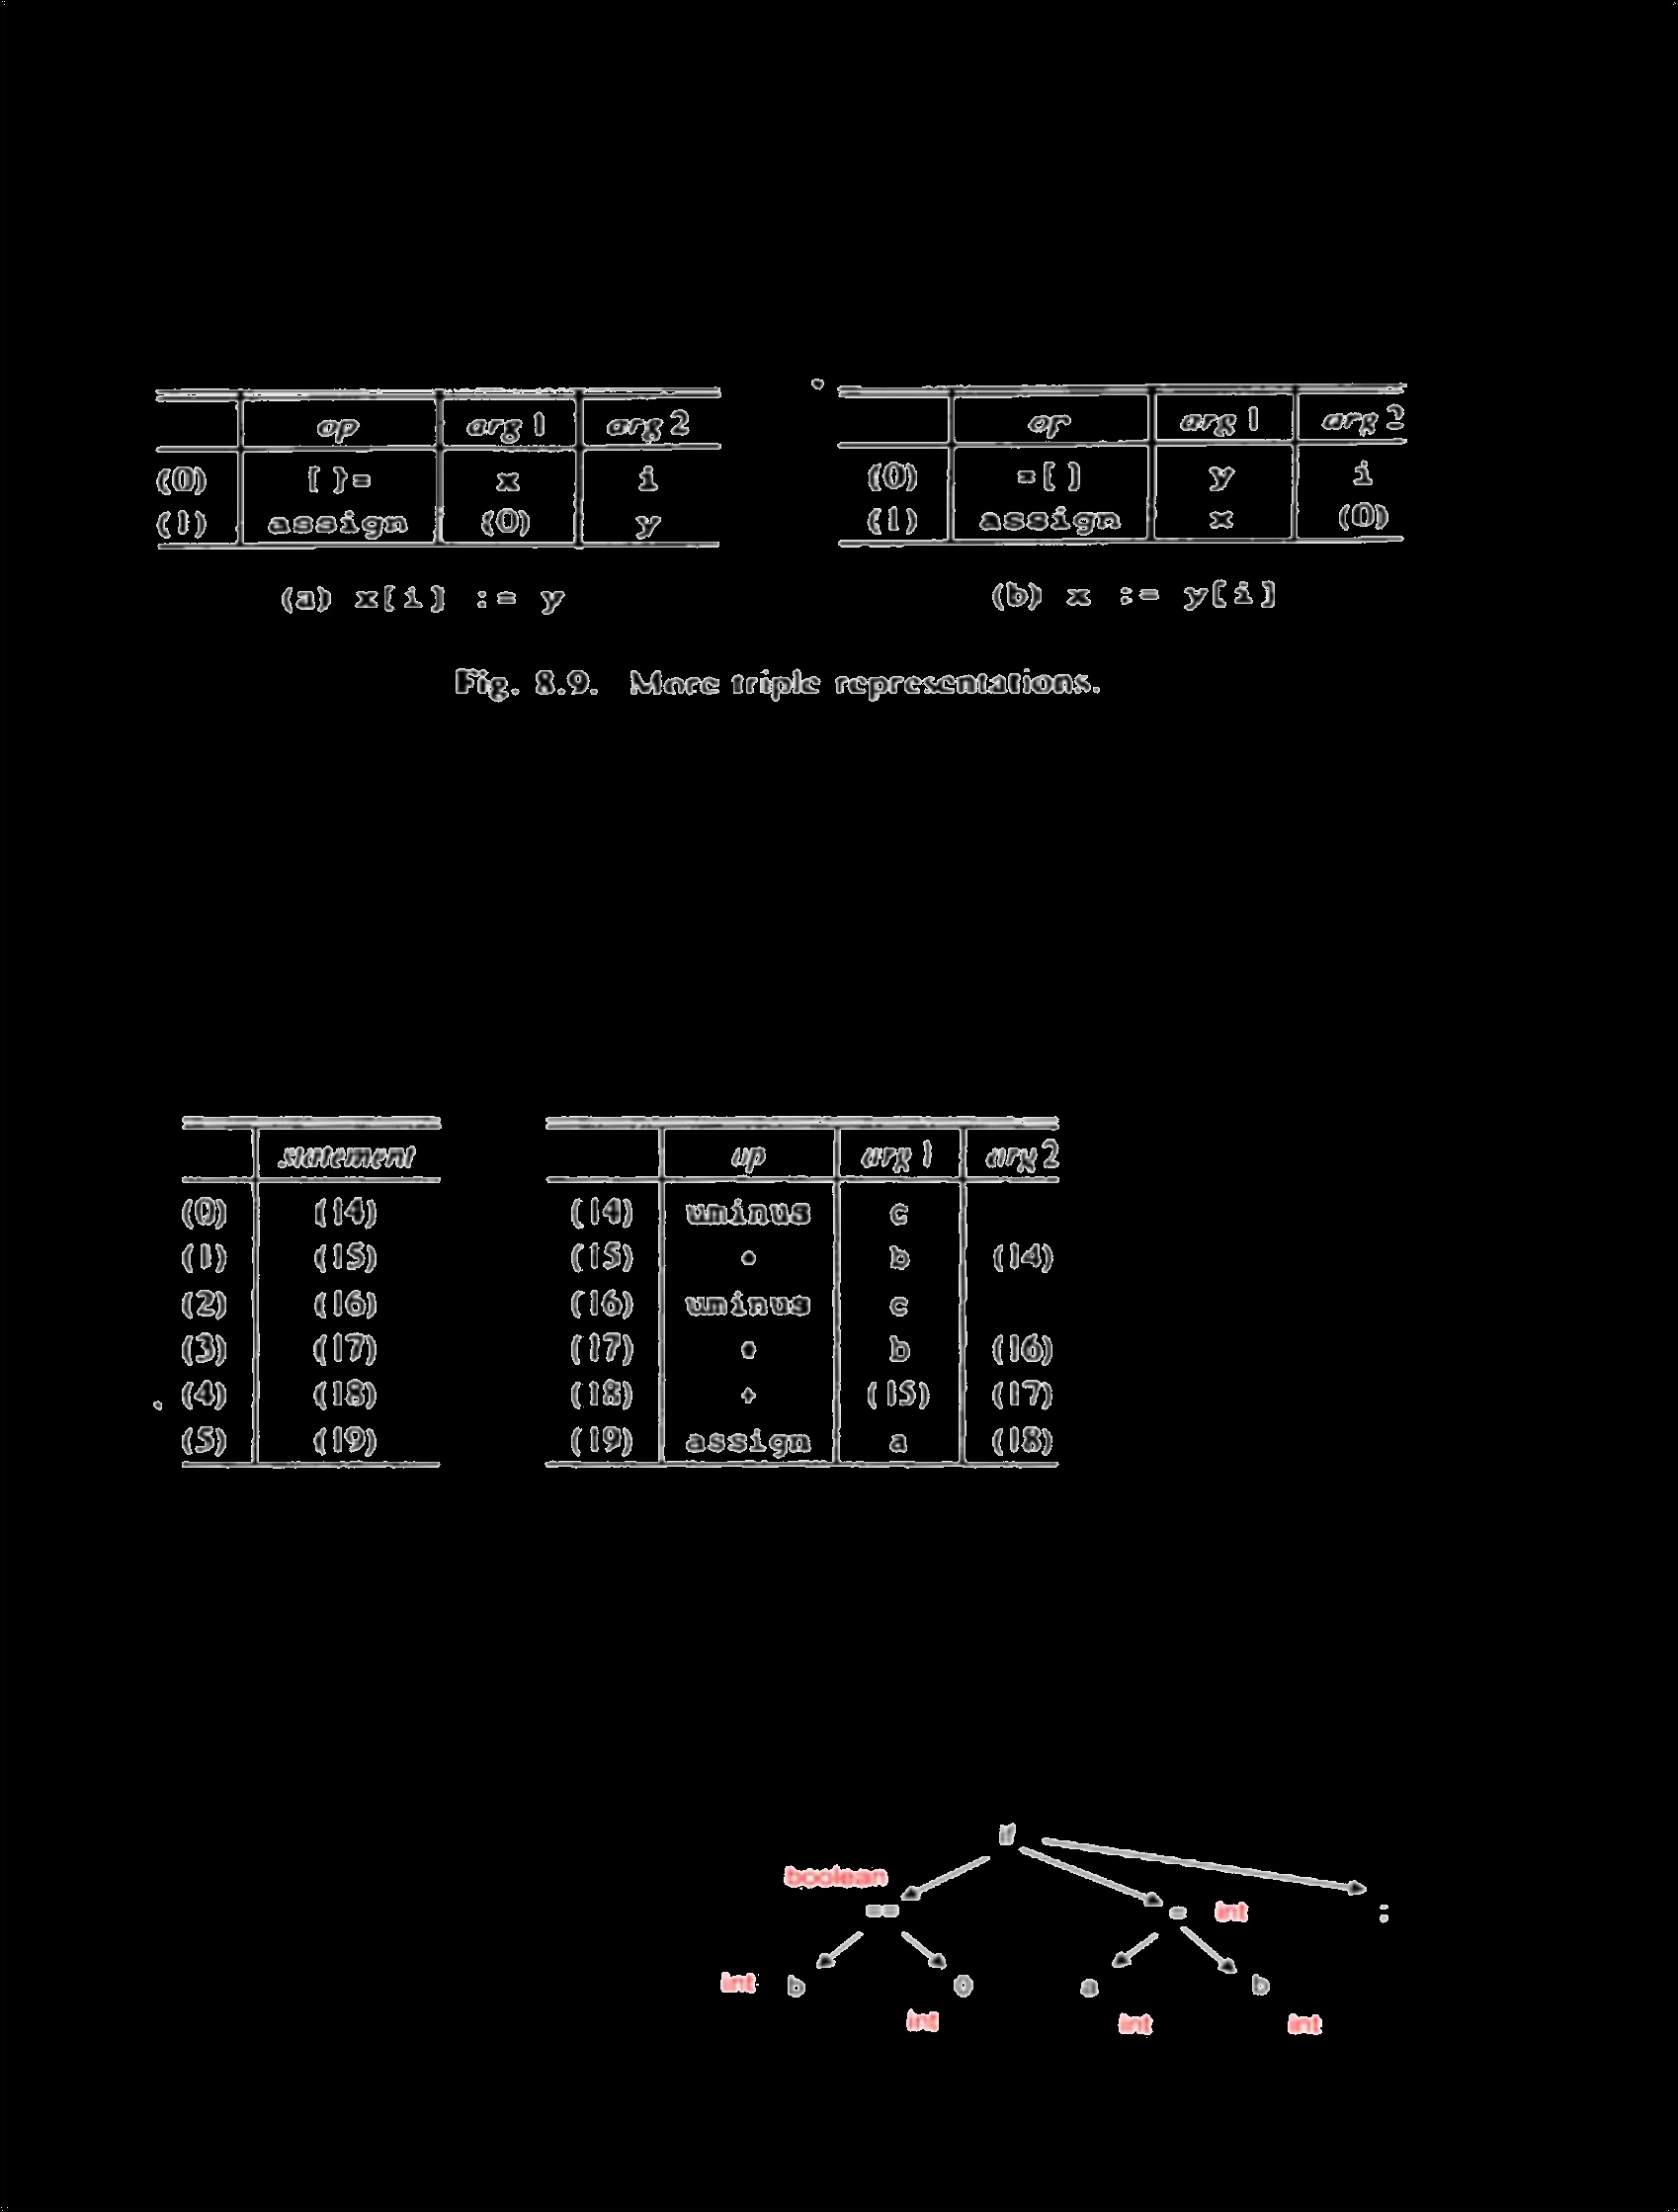 op arg 1 arg 2
(0) [ ]= x i
(1) assign (0) y
(a) x[i] := y
op arg 1 arg 2
(0) =[ ] y i
(1) assign x (0)
(b) x := y[i]
Fig. 8.9. More triple representations.
statement
(0) (14)
(1) (15)
(2) (16)
(3) (17)
(4) (18)
(5) (19)
op arg 1 arg 2
(14) uminus c
(15) * b (14)
(16) uminus c
(17) * b (16)
(18) + (15) (17)
(19) assign a (18)
if
boolean
== = int ;
int b 0 a b
int int int